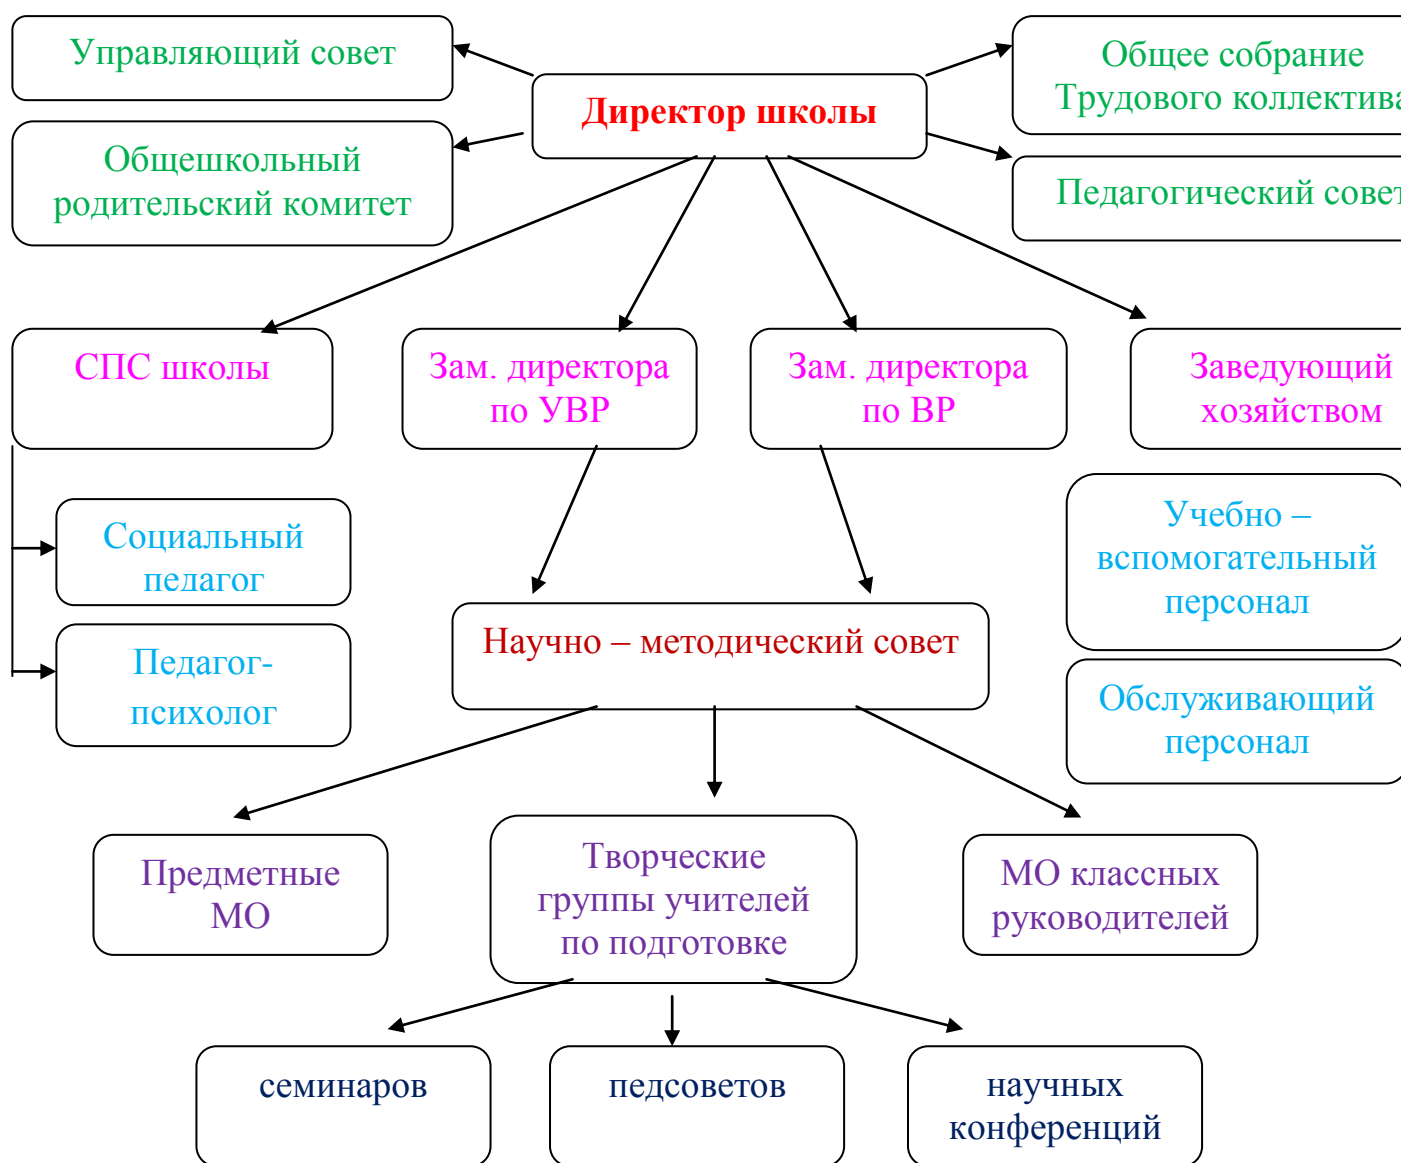 Управляющий совет
Общее собрание
Трудового коллектива
Директор школы
Общешкольный
родительский комитет
Педагогический совет
СПС школы
Зам. директора
по УВР
Зам. директора
по ВР
Заведующий
хозяйством
Социальный
педагог
Учебно –
вспомогательный
персонал
Научно – методический совет
Педагог-
психолог
Обслуживающий
персонал
Предметные
МО
Творческие
группы учителей
по подготовке
МО классных
руководителей
семинаров
педсоветов
научных
конференций